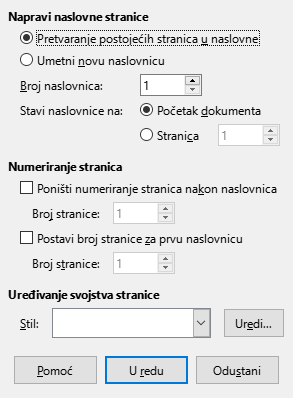 Napravi naslovne stranice
Pretvaranje postojećih stranica u naslovne
Umetni novu naslovnicu
Broj naslovnica: 1
Stavi naslovnice na: Početak dokumenta
Stranica 1
Numeriranje stranica
Poništi numeriranje stranica nakon naslovnica
Broj stranice: 1
Postavi broj stranice za prvu naslovnicu
Broj stranice: 1
Uređivanje svojstva stranice
Stil: Uredi...
Pomoć U redu Odustani